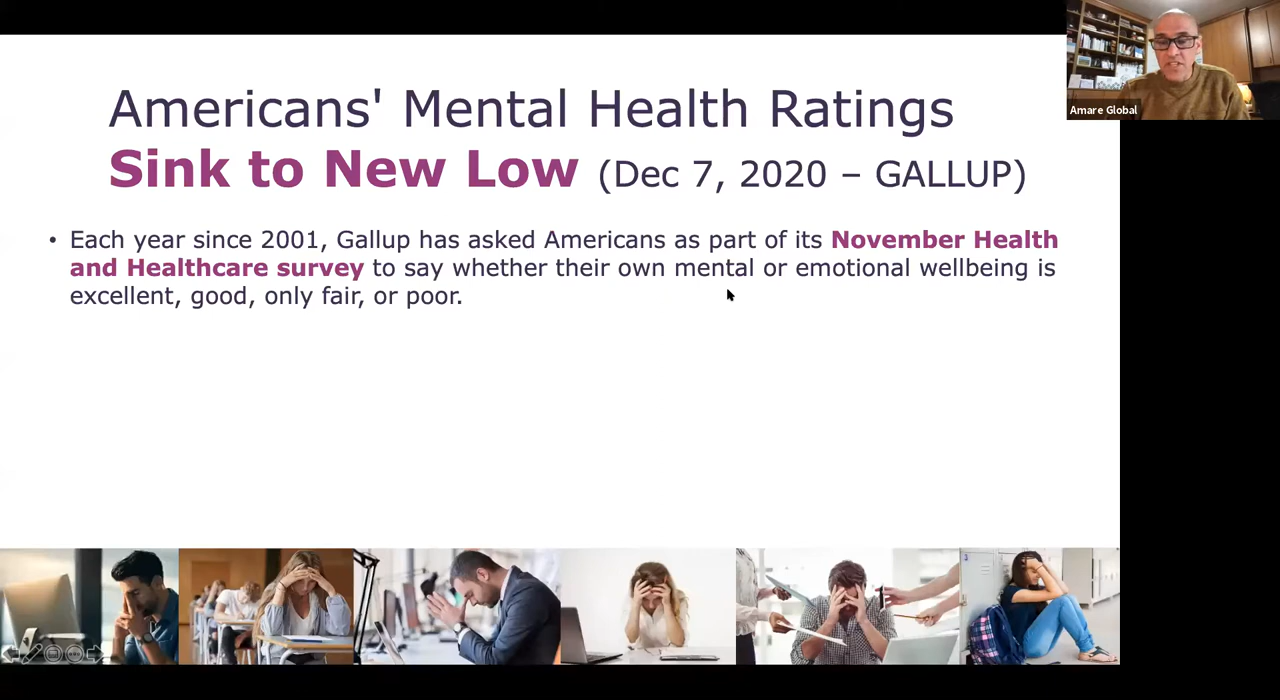 Americans' Mental Health Ratings
Sink to New Low (Dec 7, 2020 – GALLUP)
• Each year since 2001, Gallup has asked Americans as part of its November Health
and Healthcare survey to say whether their own mental or emotional wellbeing is
excellent, good, only fair, or poor.
Amare Global